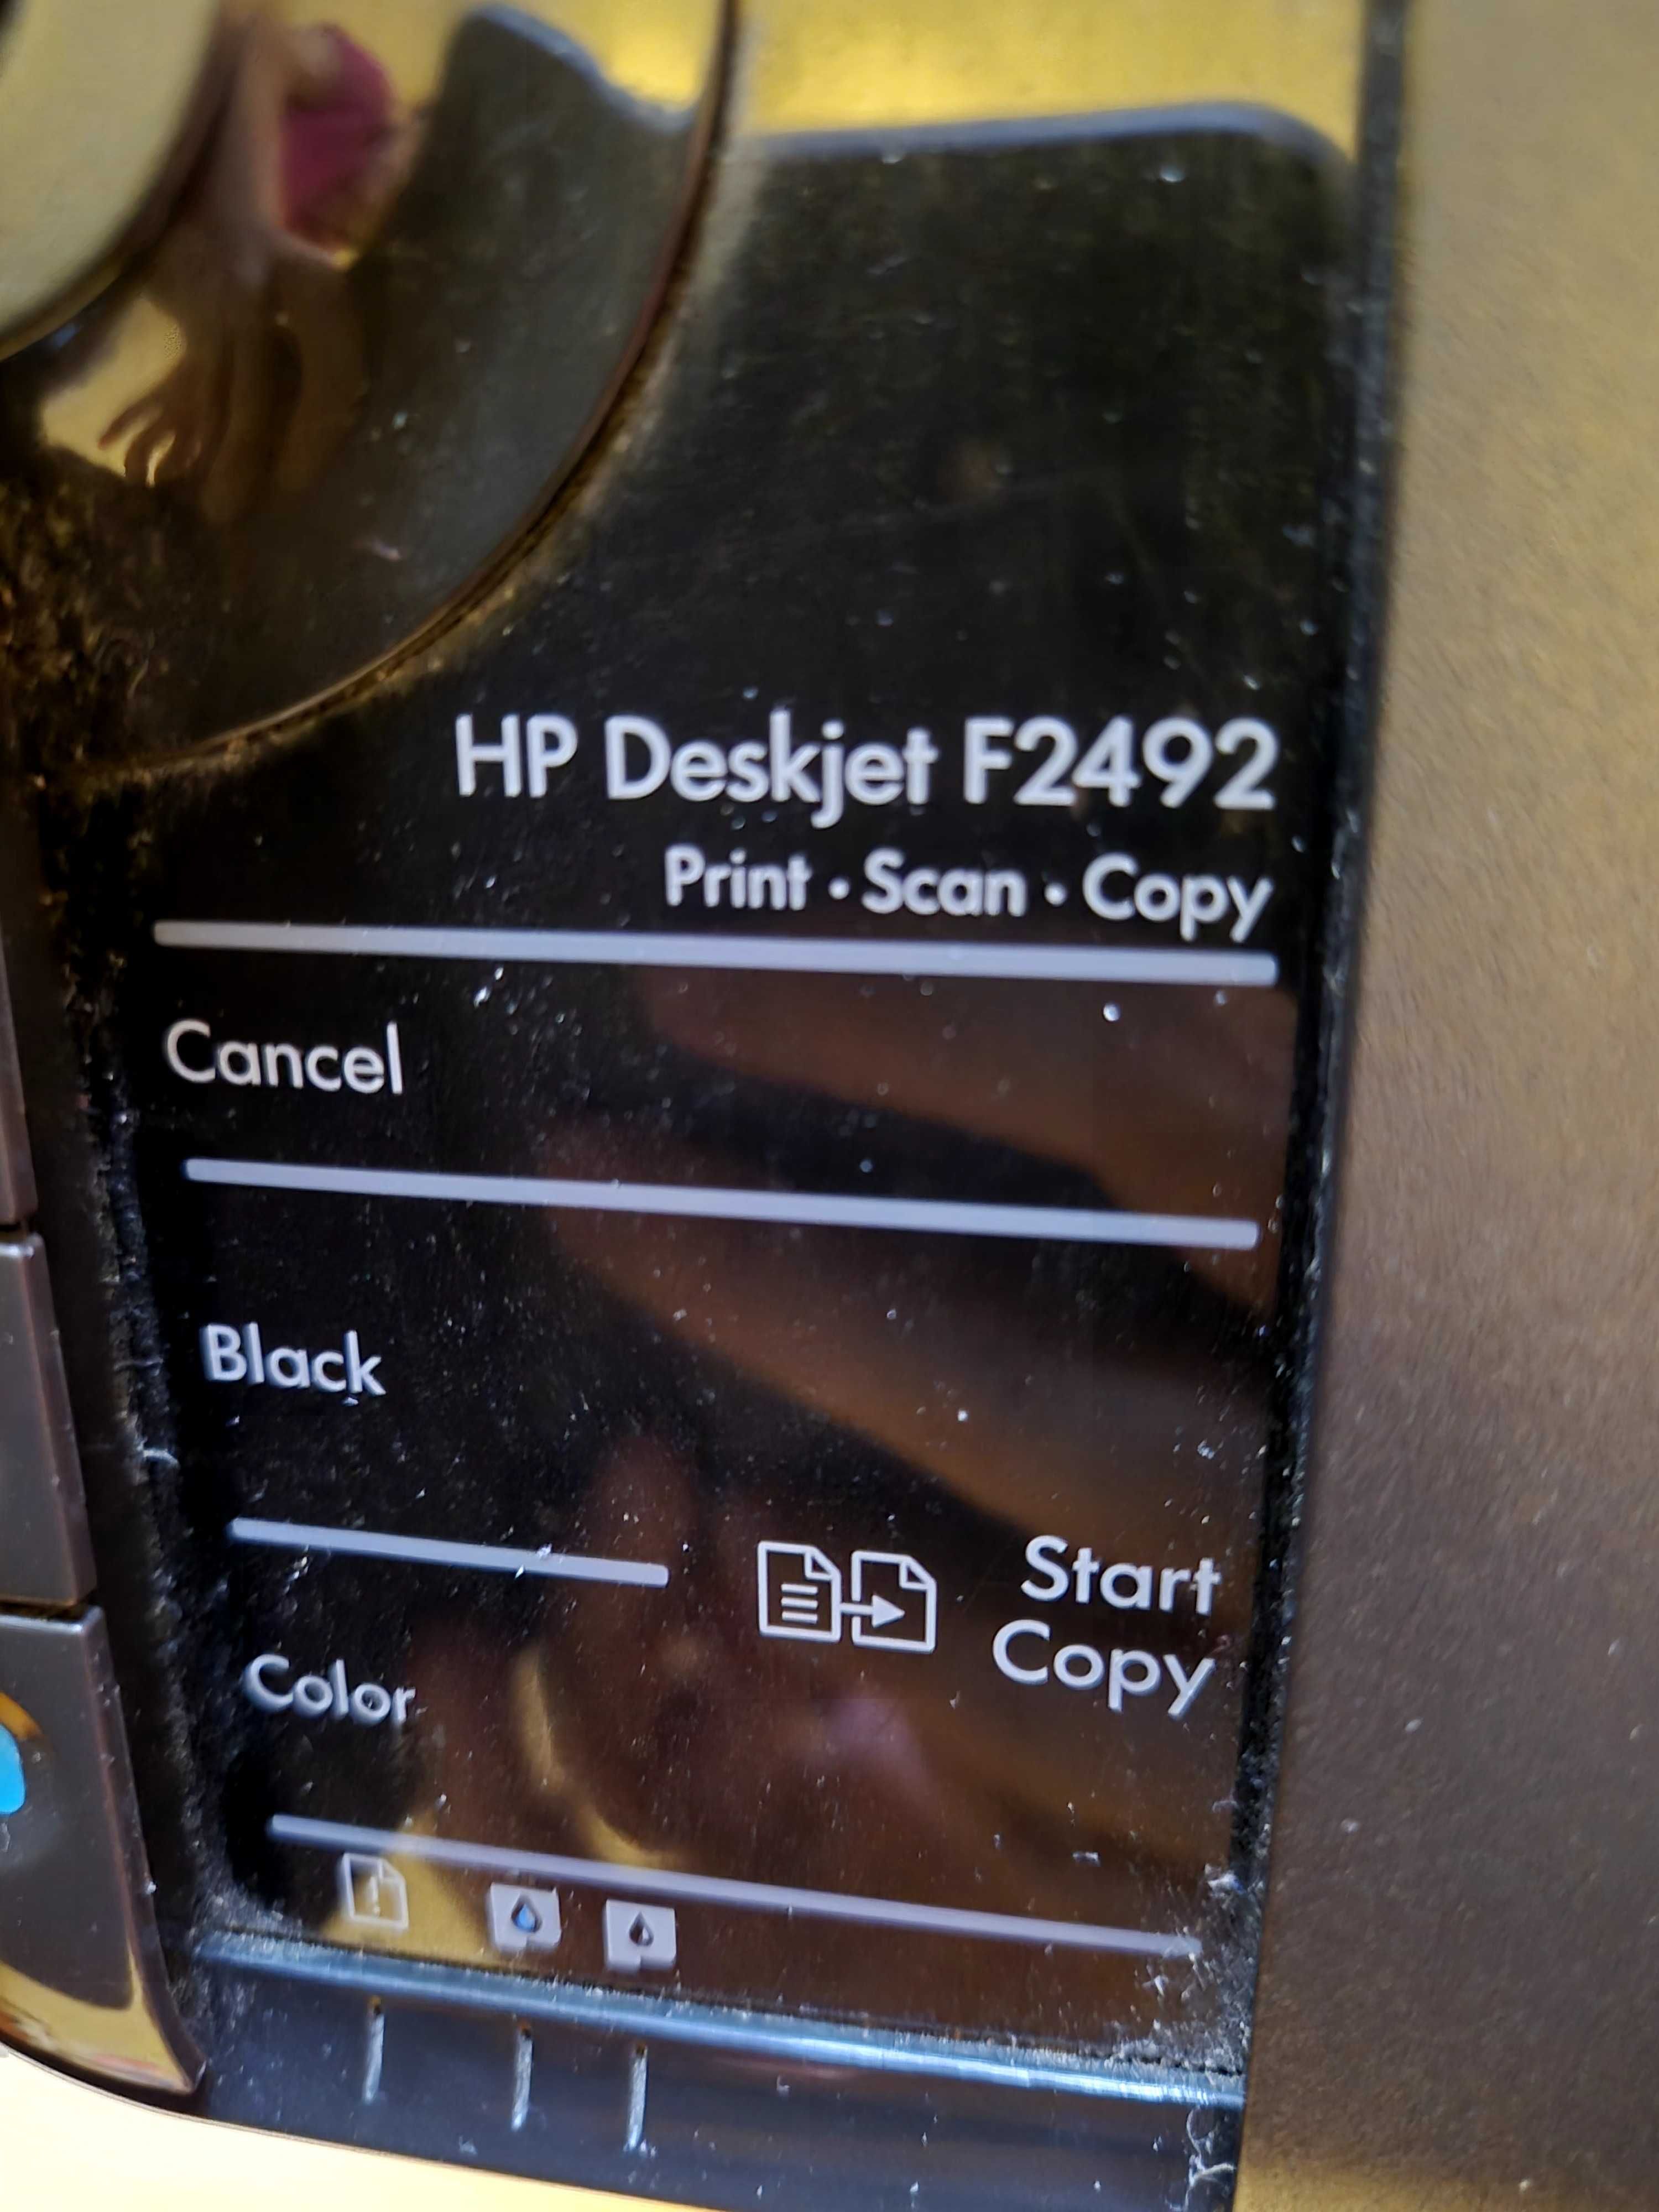 HP Deskjet F2492
Print · Scan · Copy
Cancel
Black
Start
Copy
Color